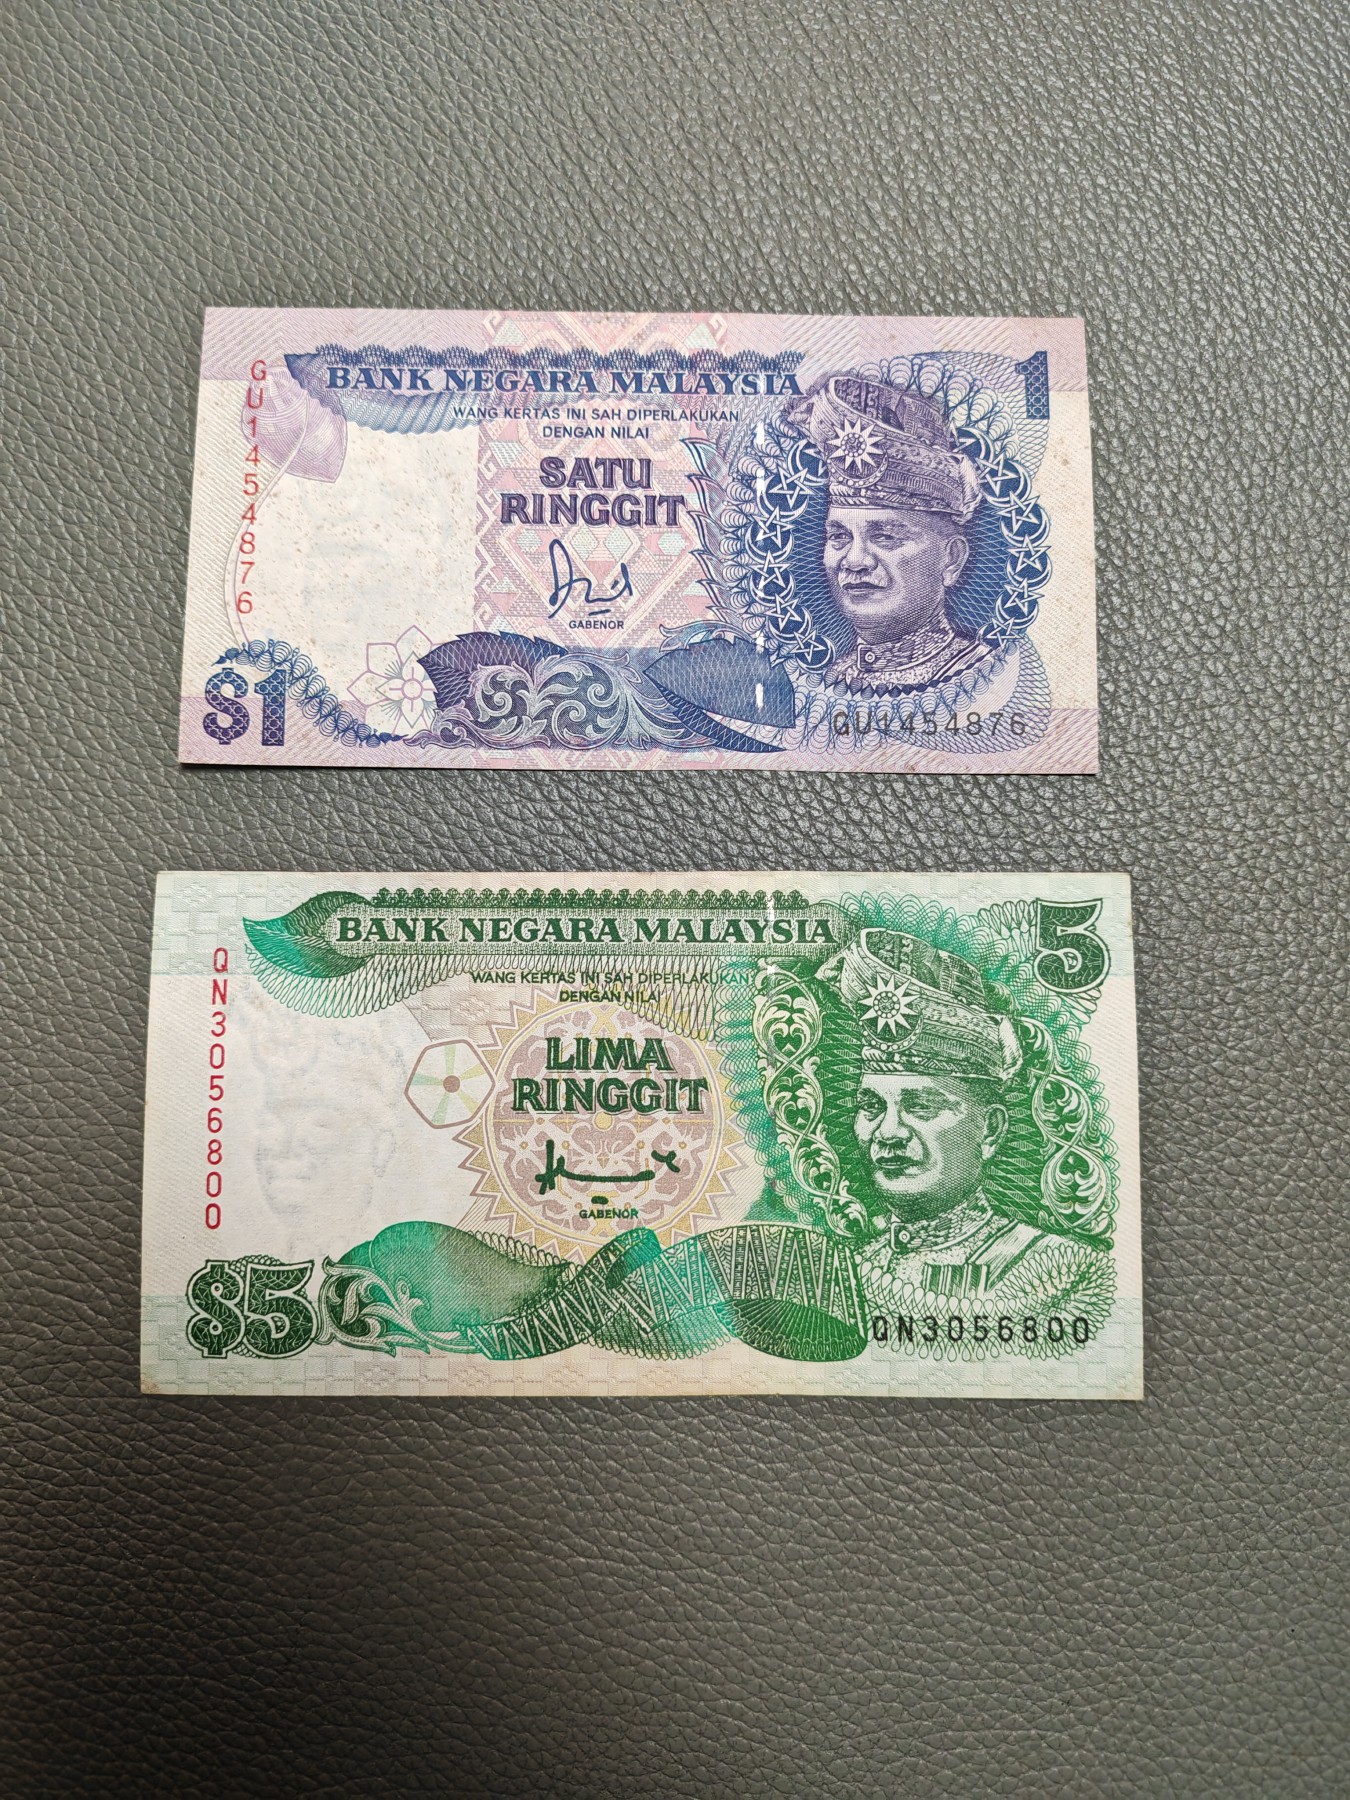 BANK NEGARA MALAYSIA
1
WANG KERTAS INI SAH DIPERLAKUKAN
DENGAN NILAI
SATU
RINGGIT
GABENOR
GU1454876
$1
GU1454876
BANK NEGARA MALAYSIA
5
WANG KERTAS INI SAH DIPERLAKUKAN
DENGAN NILAI
LIMA
RINGGIT
GABENOR
QN3056800
$5
QN3056800